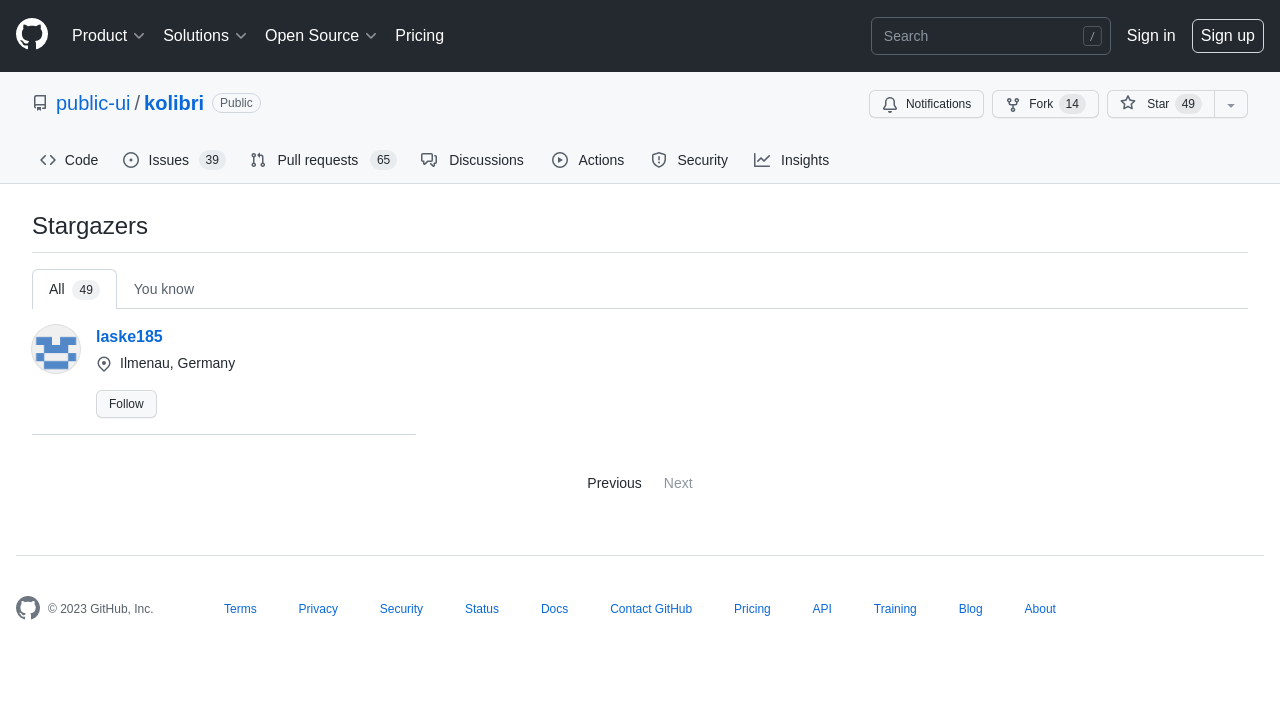 Product Solutions Open Source Pricing Search / Sign in Sign up
public-ui / kolibri Public Notifications Fork 14 Star 49
Code Issues 39 Pull requests 65 Discussions Actions Security Insights
Stargazers
All 49 You know
laske185
Ilmenau, Germany
Follow
Previous Next
© 2023 GitHub, Inc. Terms Privacy Security Status Docs Contact GitHub Pricing API Training Blog About